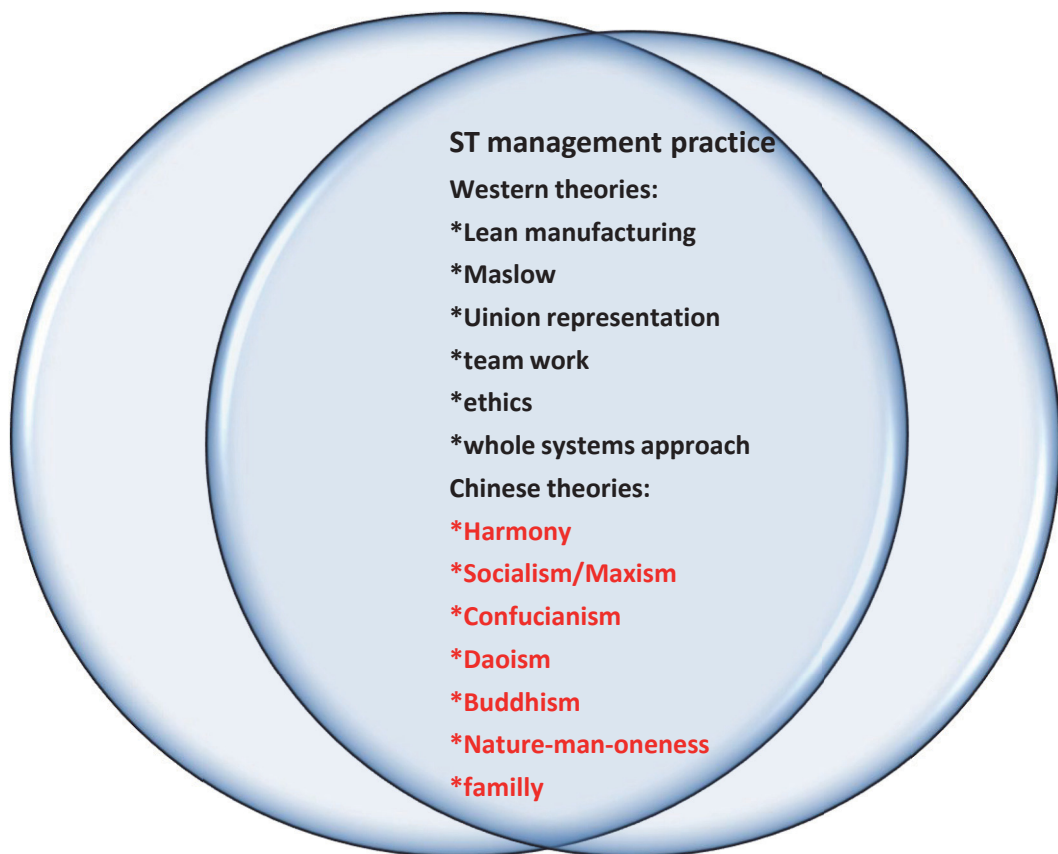 ST management practice
Western theories:
*Lean manufacturing
*Maslow
*Uinion representation
*team work
*ethics
*whole systems approach
Chinese theories:
*Harmony
*Socialism/Maxism
*Confucianism
*Daoism
*Buddhism
*Nature-man-oneness
*familly